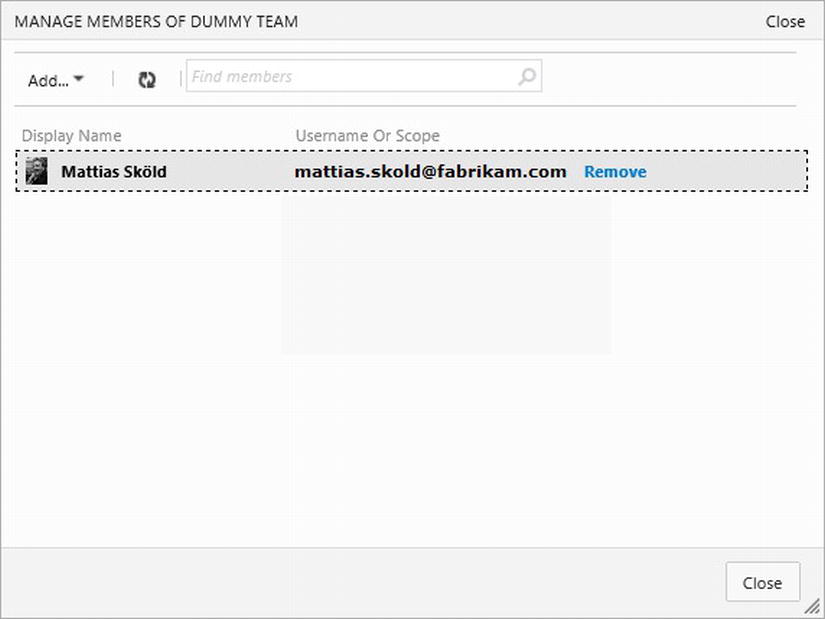 MANAGE MEMBERS OF DUMMY TEAM Close
Add... Find members
Display Name Username Or Scope
Mattias Sköld mattias.skold@fabrikam.com Remove
Close